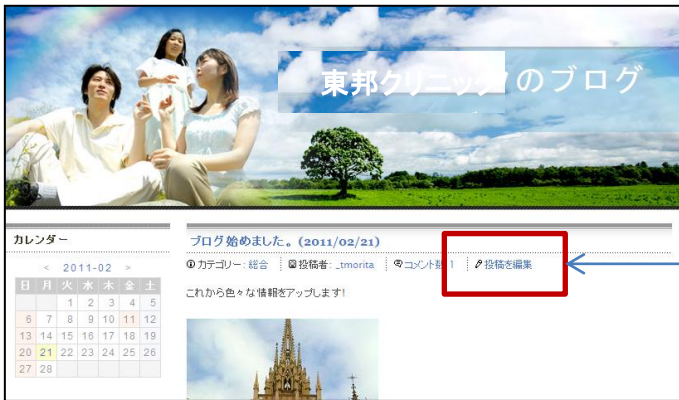 東邦クリニック のブログ
カレンダー
< 2011-02 >
日 月 火 水 木 金 土
1 2 3 4 5
6 7 8 9 10 11 12
13 14 15 16 17 18 19
20 21 22 23 24 25 26
27 28
ブログ始めました。(2011/02/21)
カテゴリー: 総合 投稿者: _tmorita コメント数 1 投稿を編集
これから色々な情報をアップします!